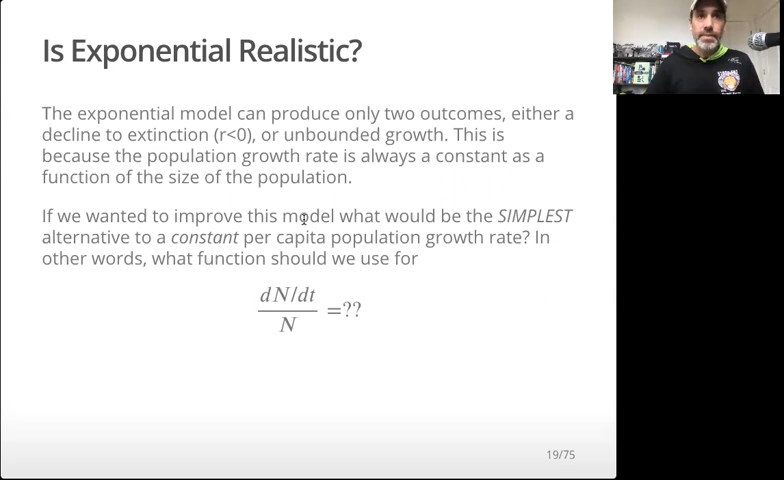 Is Exponential Realistic?
The exponential model can produce only two outcomes, either a
decline to extinction (r<0), or unbounded growth. This is
because the population growth rate is always a constant as a
function of the size of the population.
If we wanted to improve this model what would be the SIMPLEST
alternative to a constant per capita population growth rate? In
other words, what function should we use for
dN/dt
N
=??
19/75